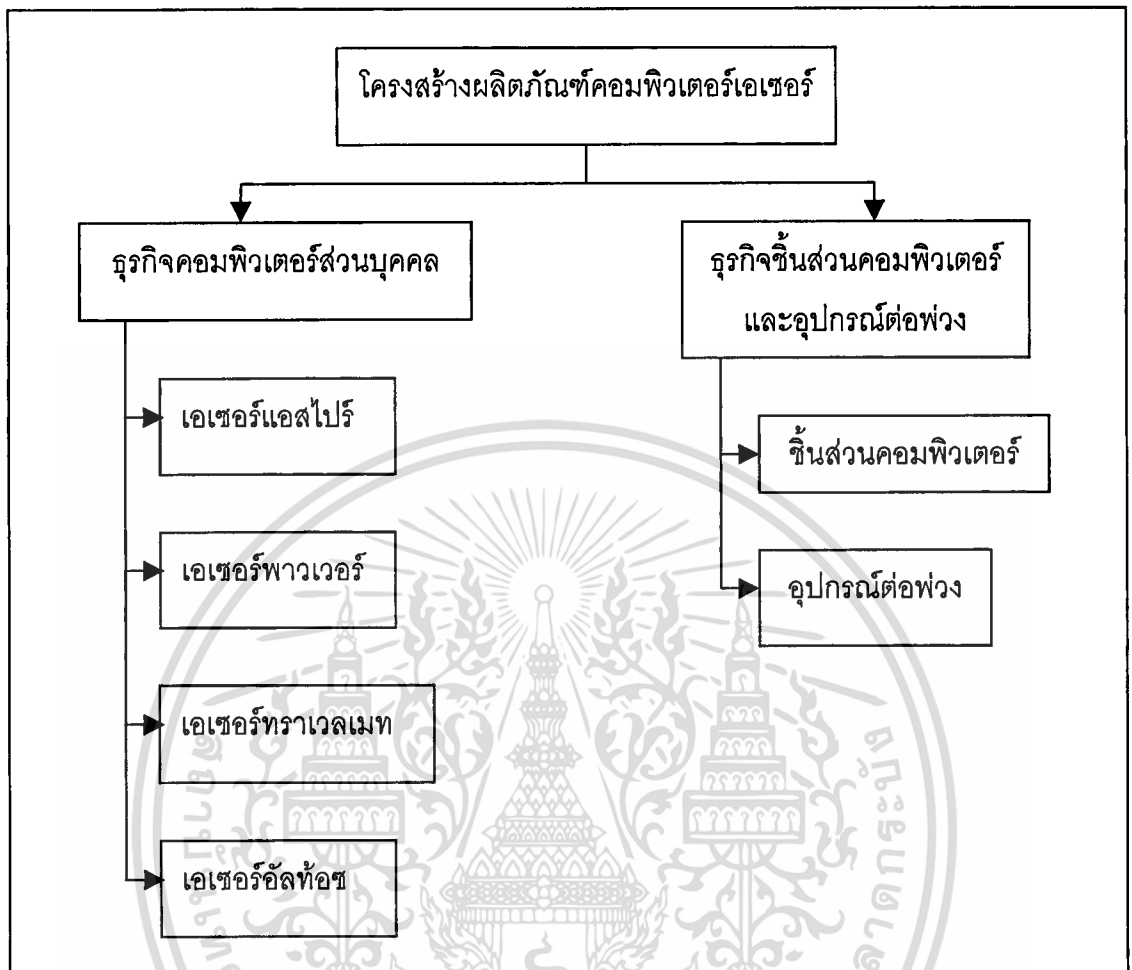 โครงสร้างผลิตภัณฑ์คอมพิวเตอร์เอเซอร์
ธุรกิจคอมพิวเตอร์ส่วนบุคคล
เอเซอร์แอสไปร์
เอเซอร์พาวเวอร์
เอเซอร์ทราเวลเมท
เอเซอร์อัลท้อซ
ธุรกิจชิ้นส่วนคอมพิวเตอร์
และอุปกรณ์ต่อพ่วง
ชิ้นส่วนคอมพิวเตอร์
อุปกรณ์ต่อพ่วง